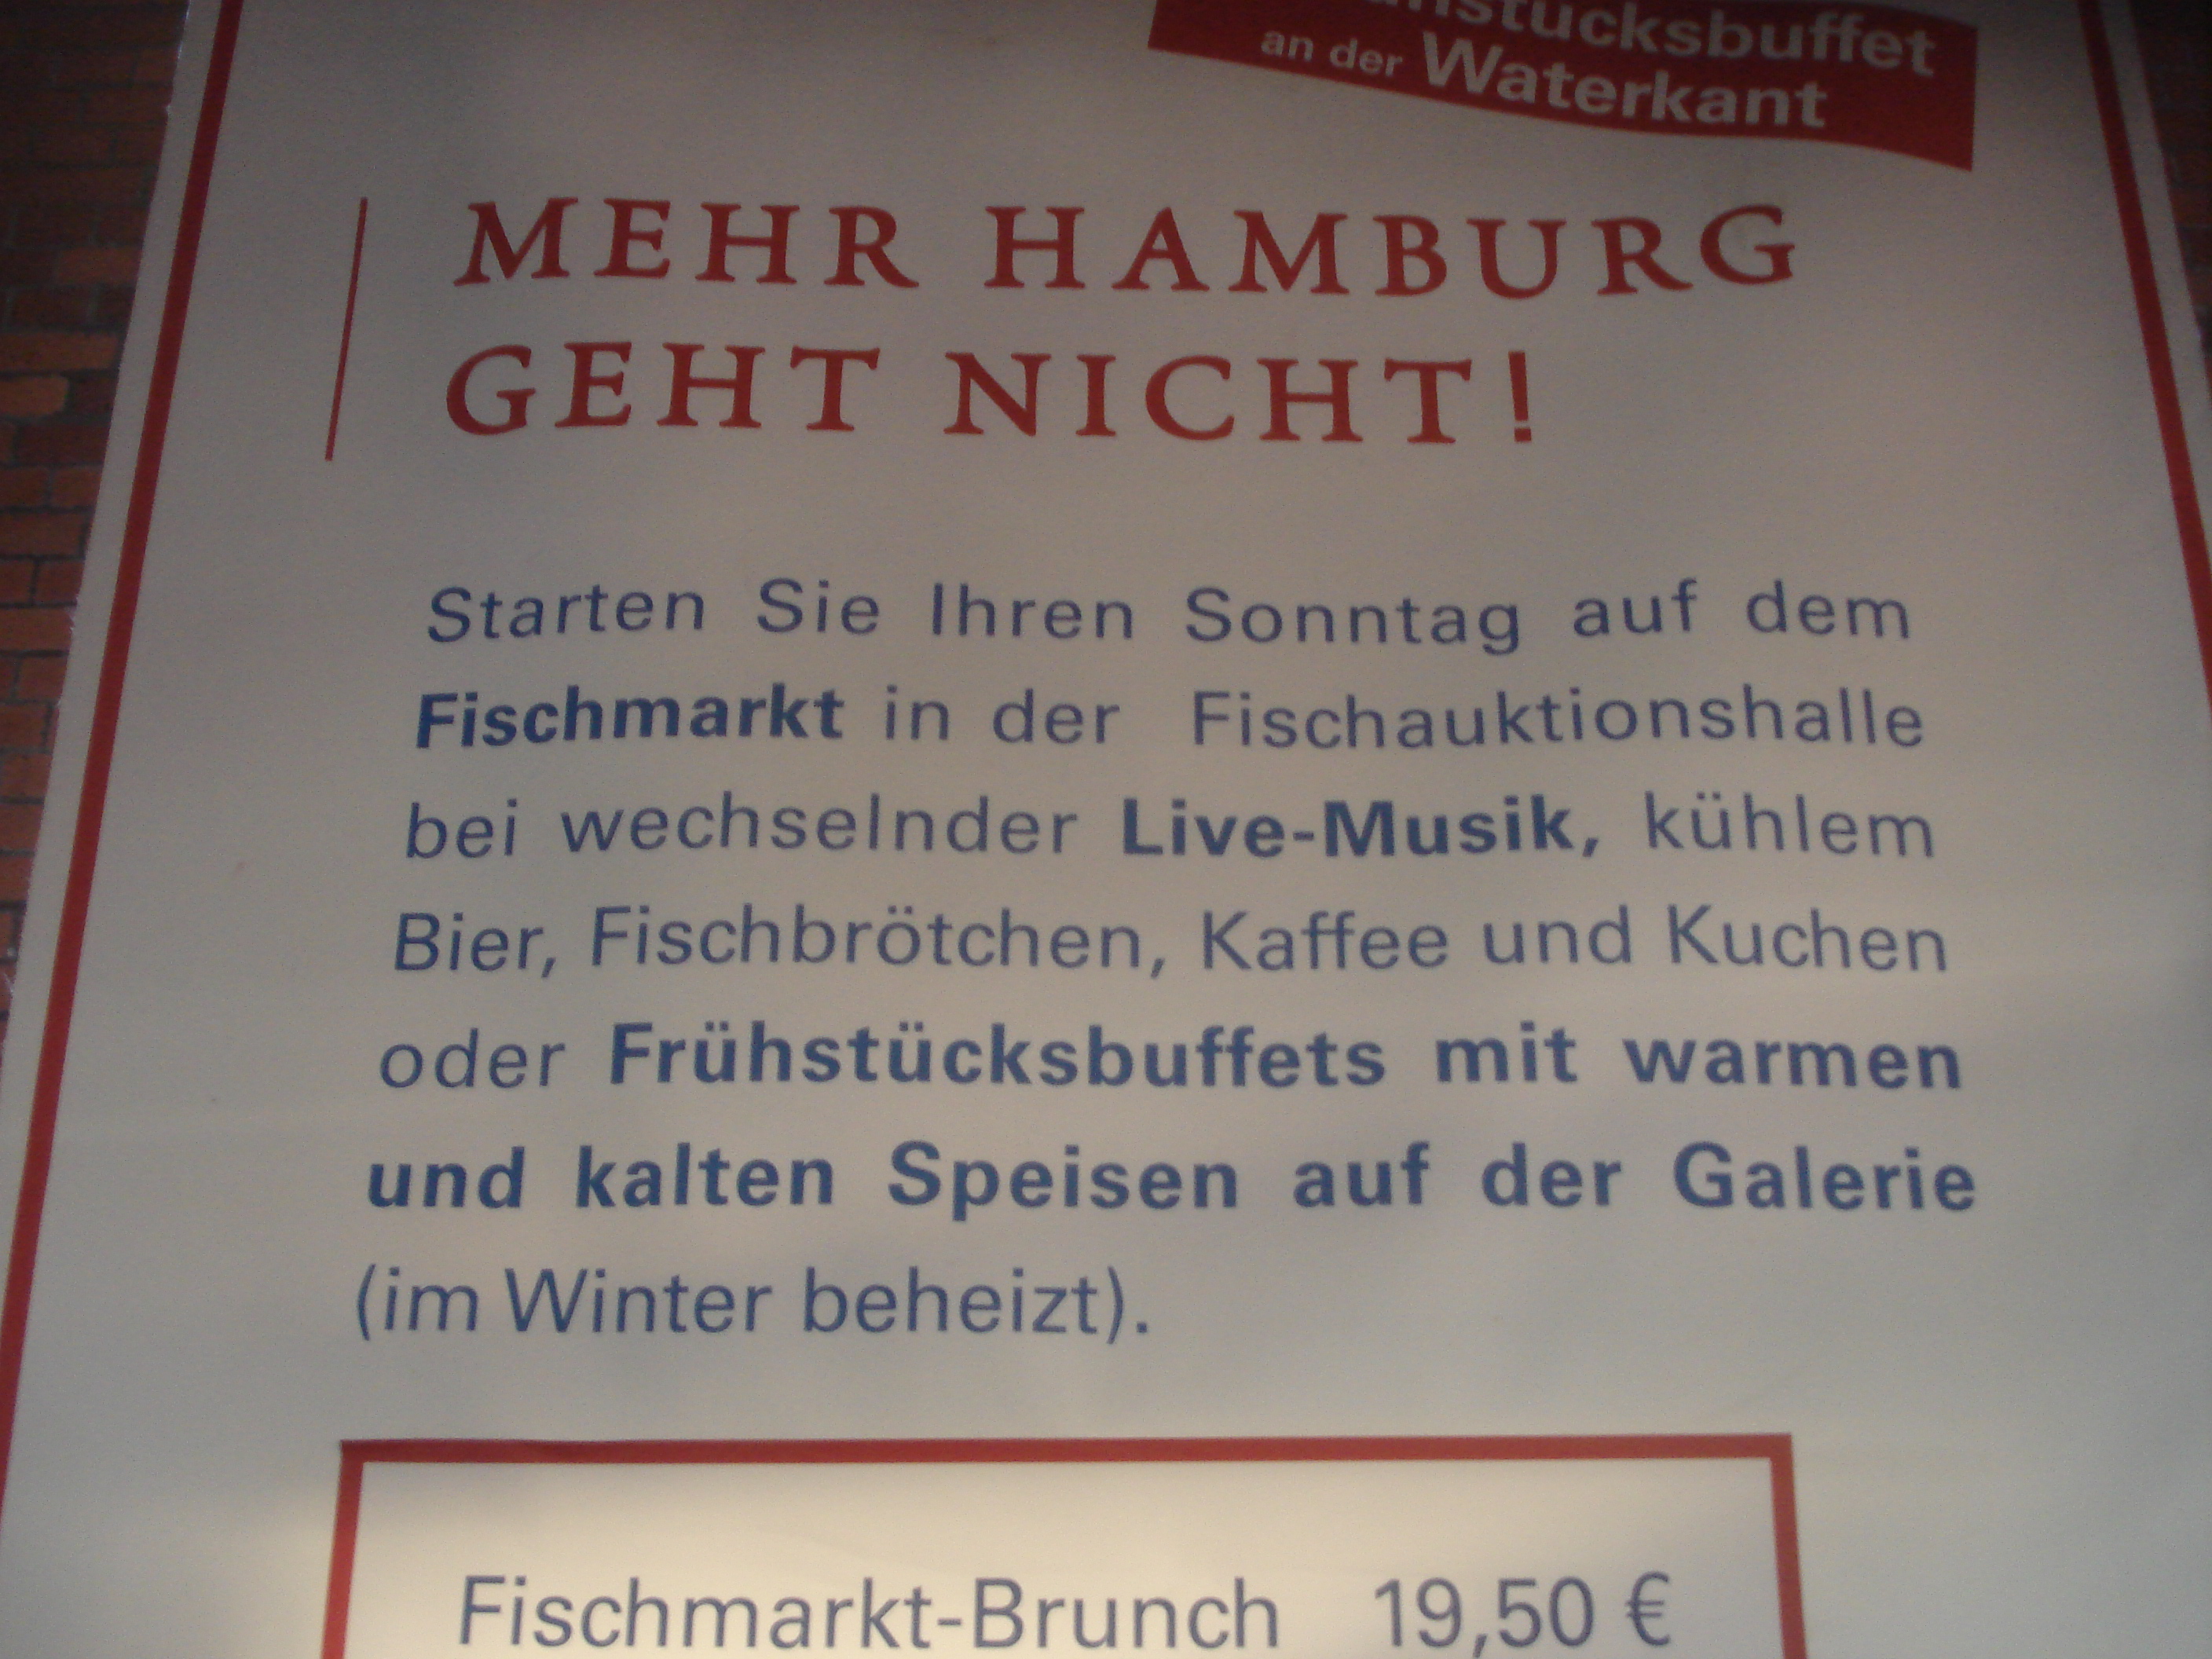 an der Waterkant
MEHR HAMBURG
GEHT NICHT!
Starten Sie Ihren Sonntag auf dem
Fischmarkt in der Fischauktionshalle
bei wechselnder Live-Musik, kühlem
Bier, Fischbrötchen, Kaffee und Kuchen
oder Frühstücksbuffets mit warmen
und kalten Speisen auf der Galerie
(im Winter beheizt).
Fischmarkt-Brunch 19,50 €